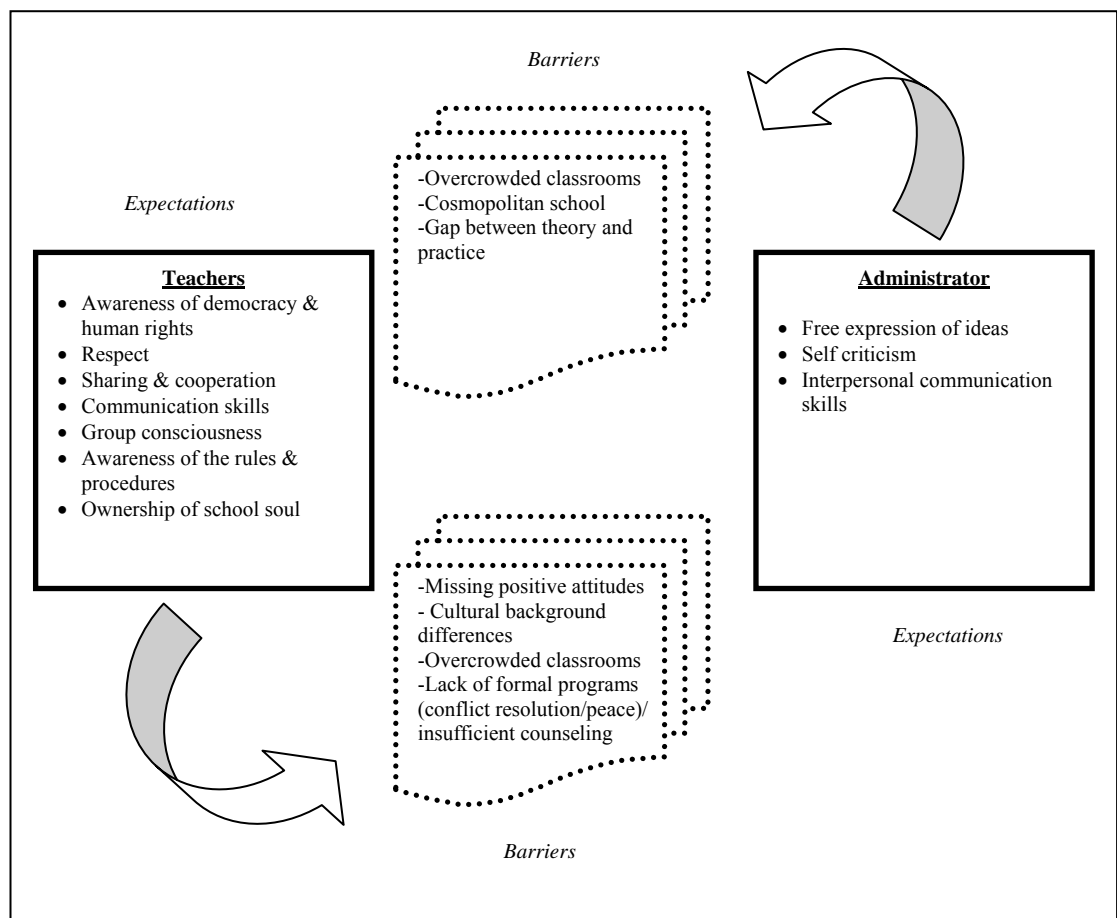 Barriers
-Overcrowded classrooms
-Cosmopolitan school
-Gap between theory and
practice
Expectations
Teachers
• Awareness of democracy &
human rights
• Respect
• Sharing & cooperation
• Communication skills
• Group consciousness
• Awareness of the rules &
procedures
• Ownership of school soul
Administrator
• Free expression of ideas
• Self criticism
• Interpersonal communication
skills
Expectations
-Missing positive attitudes
- Cultural background
differences
-Overcrowded classrooms
-Lack of formal programs
(conflict resolution/peace)/
insufficient counseling
Barriers